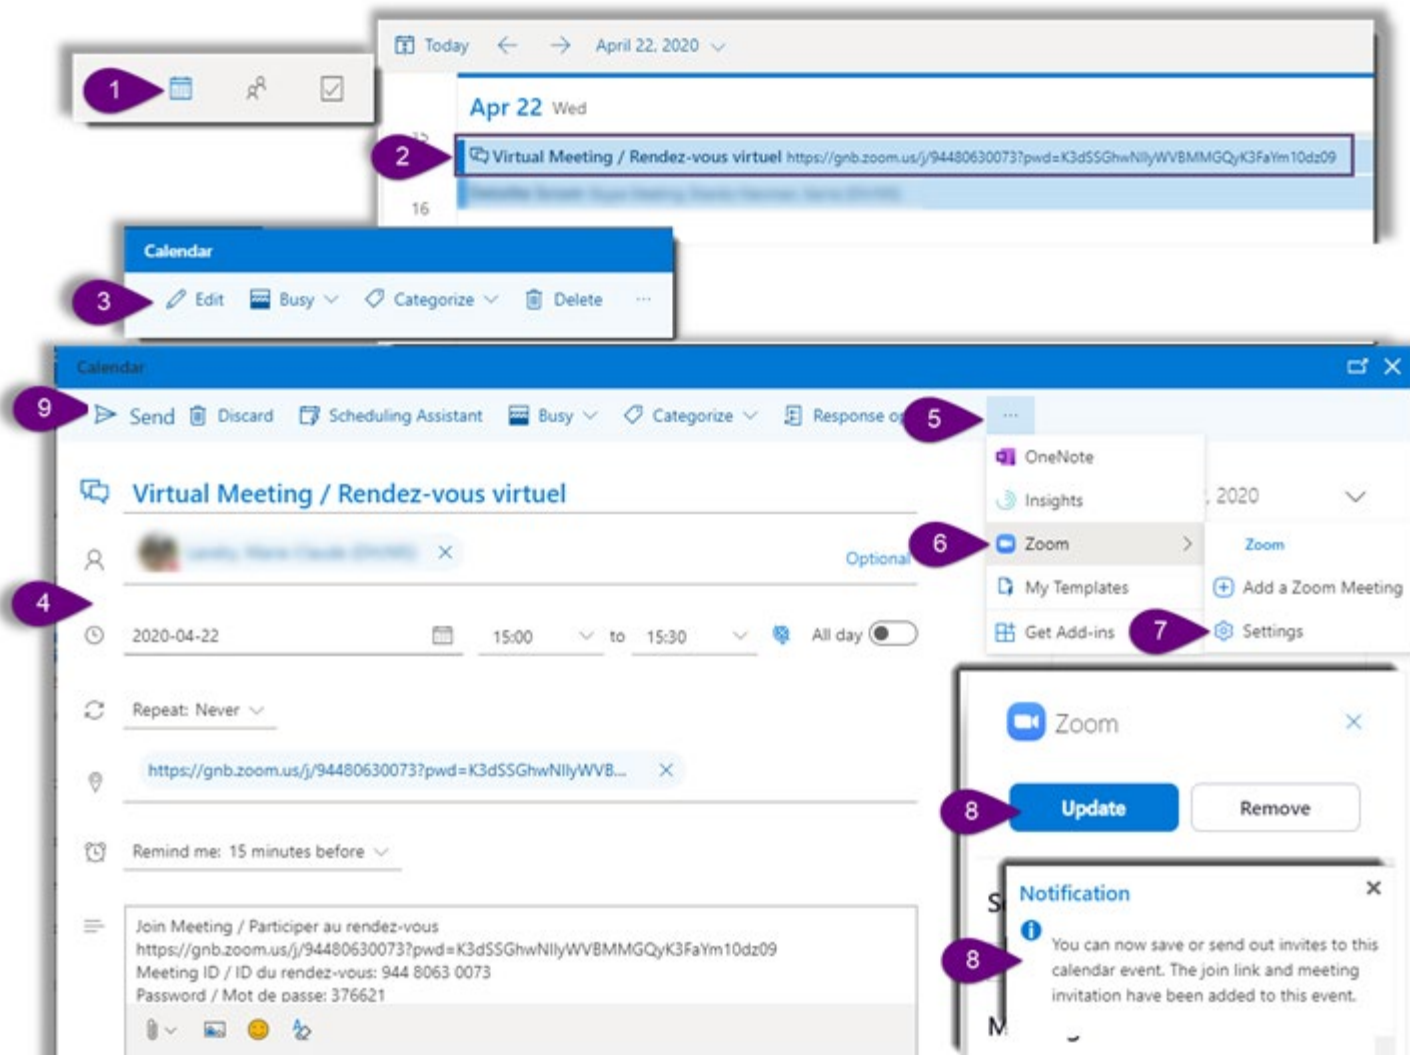 Today April 22, 2020
1
Apr 22 Wed
2
Virtual Meeting / Rendez-vous virtuel https://gnb.zoom.us/j/94480630073?pwd=K3dSSGhwNllyWVBMMGQyK3FaYm10dz09
16
Calendar
3
Edit Busy Categorize Delete ...
Calendar
9
Send Discard Scheduling Assistant Busy Categorize Response
5
...
OneNote
Virtual Meeting / Rendez-vous virtuel
Insights
, 2020
6
Zoom
Zoom
Optional
My Templates
Add a Zoom Meeting
4
2020-04-22 15:00 to 15:30 All day
Get Add-ins
7
Settings
Repeat: Never
Zoom
https://gnb.zoom.us/j/94480630073?pwd=K3dSSGhwNllyWVB...
8
Update Remove
Remind me: 15 minutes before
Notification
Join Meeting / Participer au rendez-vous
https://gnb.zoom.us/j/94480630073?pwd=K3dSSGhwNllyWVBMMGQyK3FaYm10dz09
Meeting ID / ID du rendez-vous: 944 8063 0073
Password / Mot de passe: 376621
8
You can now save or send out invites to this
calendar event. The join link and meeting
invitation have been added to this event.